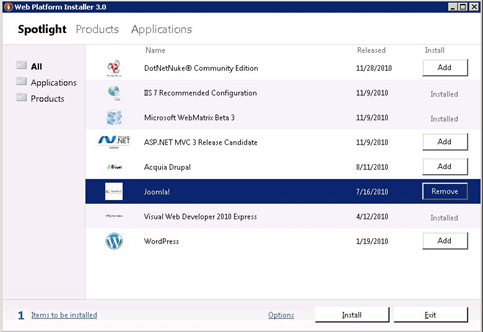 Web Platform Installer 3.0
Spotlight Products Applications
Name Released Install
All
Applications
Products
DotNetNuke® Community Edition 11/28/2010 Add
IIS 7 Recommended Configuration 11/9/2010 Installed
Microsoft WebMatrix Beta 3 11/9/2010 Installed
ASP.NET MVC 3 Release Candidate 11/9/2010 Add
Acquia Drupal 8/11/2010 Add
Joomla! 7/16/2010 Remove
Visual Web Developer 2010 Express 4/12/2010 Installed
WordPress 1/19/2010 Add
1 Items to be installed Options Install Exit